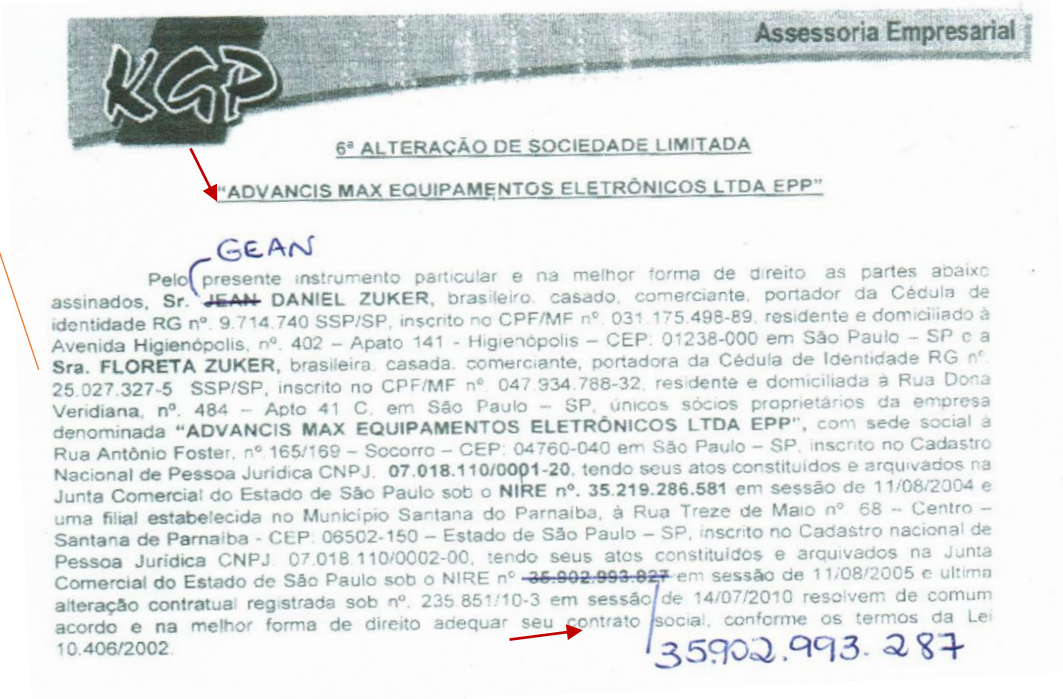 Assessoria Empresarial
KGP
6ª ALTERAÇÃO DE SOCIEDADE LIMITADA
"ADVANCIS MAX EQUIPAMENTOS ELETRÔNICOS LTDA EPP"
GEAN
Pelo presente instrumento particular e na melhor forma de direito as partes abaixo
assinados, Sr. JEAN DANIEL ZUKER, brasileiro, casado, comerciante, portador da Cédula de
identidade RG nº. 9.714.740 SSP/SP, inscrito no CPF/MF nº. 031.175.498-89, residente e domiciliado à
Avenida Higienópolis, nº. 402 – Apato 141 - Higienópolis – CEP: 01238-000 em São Paulo – SP e a
Sra. FLORETA ZUKER, brasileira, casada, comerciante, portadora da Cédula de Identidade RG nº.
25.027.327-5 SSP/SP, inscrito no CPF/MF nº. 047.934.788-32, residente e domiciliada à Rua Dona
Veridiana, nº. 484 – Apto 41 C, em São Paulo – SP, únicos sócios proprietários da empresa
denominada "ADVANCIS MAX EQUIPAMENTOS ELETRÔNICOS LTDA EPP", com sede social à
Rua Antônio Foster, nº.165/169 – Socorro – CEP: 04760-040 em São Paulo – SP, inscrito no Cadastro
Nacional de Pessoa Jurídica CNPJ. 07.018.110/0001-20, tendo seus atos constituídos e arquivados na
Junta Comercial do Estado de São Paulo sob o NIRE nº. 35.219.286.581 em sessão de 11/08/2004 e
uma filial estabelecida no Município Santana do Parnaíba, à Rua Treze de Maio nº 68 – Centro –
Santana de Parnaíba - CEP: 06502-150 – Estado de São Paulo – SP, inscrito no Cadastro nacional de
Pessoa Jurídica CNPJ. 07.018.110/0002-00, tendo seus atos constituídos e arquivados na Junta
Comercial do Estado de São Paulo sob o NIRE nº 35.902.993.827 em sessão de 11/08/2005 e ultima
alteração contratual registrada sob nº. 235.851/10-3 em sessão de 14/07/2010 resolvem de comum
acordo e na melhor forma de direito adequar seu contrato social, conforme os termos da Lei
10.406/2002.
35902.993.287